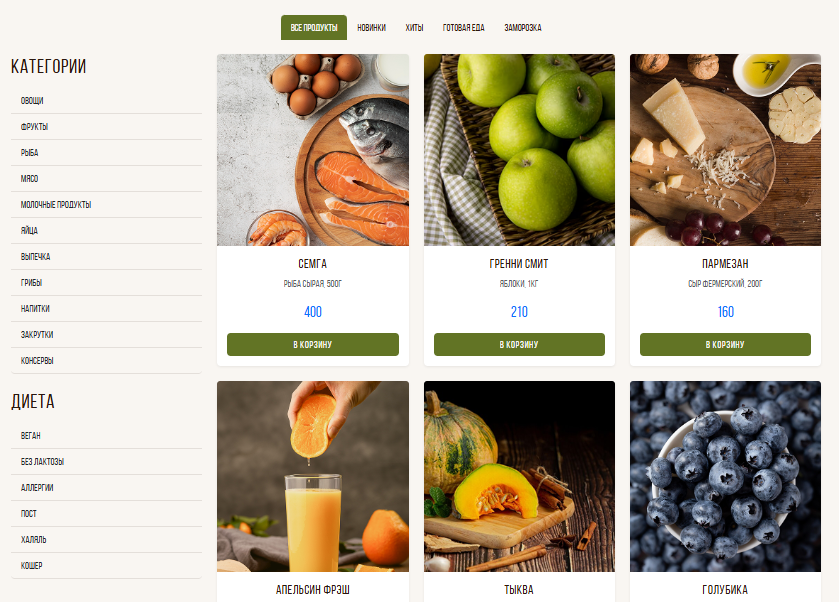 ВСЕ ПРОДУКТЫ
НОВИНКИ
ХИТЫ
ГОТОВАЯ ЕДА
ЗАМОРОЗКА
КАТЕГОРИИ
ОВОЩИ
ФРУКТЫ
РЫБА
МЯСО
МОЛОЧНЫЕ ПРОДУКТЫ
ЯЙЦА
ВЫПЕЧКА
ГРИБЫ
НАПИТКИ
ЗАКРУТКИ
КОНСЕРВЫ
ДИЕТА
ВЕГАН
БЕЗ ЛАКТОЗЫ
АЛЛЕРГИИ
ПОСТ
ХАЛЯЛЬ
КОШЕР
СЕМГА
РЫБА СЫРАЯ, 500Г
400
В КОРЗИНУ
ГРЕННИ СМИТ
ЯБЛОКИ, 1КГ
210
В КОРЗИНУ
ПАРМЕЗАН
СЫР ФЕРМЕРСКИЙ, 200Г
160
В КОРЗИНУ
АПЕЛЬСИН ФРЭШ
ТЫКВА
ГОЛУБИКА